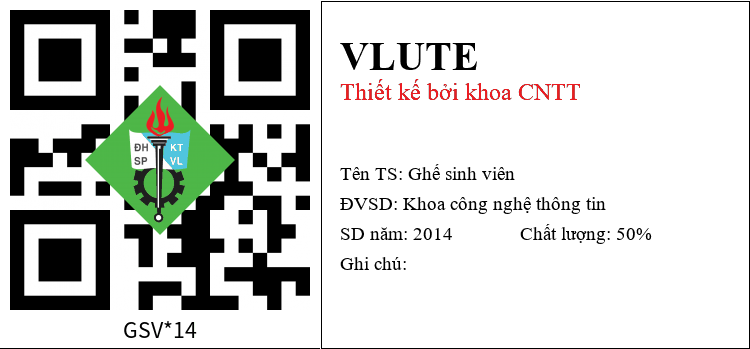 ĐH KT
SP VL
GSV*14
VLUTE
Thiết kế bởi khoa CNTT
Tên TS: Ghế sinh viên
ĐVSD: Khoa công nghệ thông tin
SD năm: 2014 Chất lượng: 50%
Ghi chú: